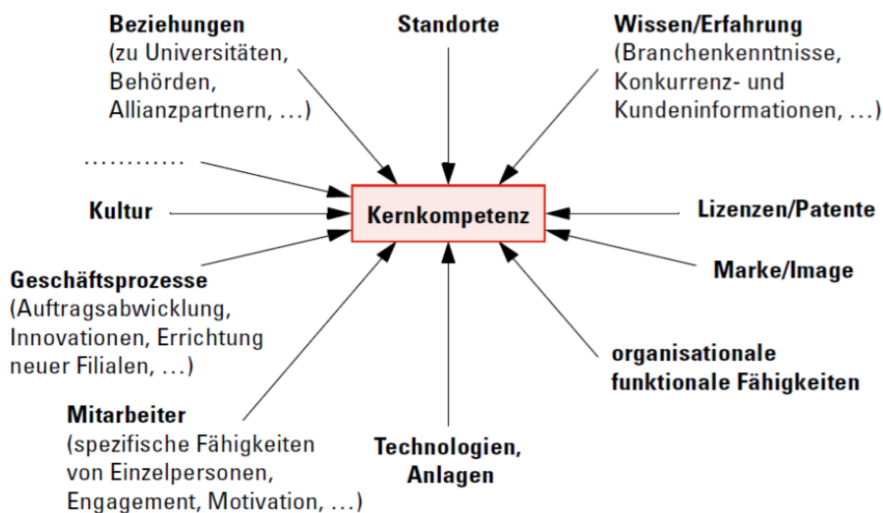 Beziehungen
(zu Universitäten,
Behörden,
Allianzpartnern, …)
Standorte
Wissen/Erfahrung
(Branchenkenntnisse,
Konkurrenz- und
Kundeninformationen, …)
…………
Kultur
Kernkompetenz
Lizenzen/Patente
Marke/Image
Geschäftsprozesse
(Auftragsabwicklung,
Innovationen, Errichtung
neuer Filialen, …)
organisationale
funktionale Fähigkeiten
Mitarbeiter
(spezifische Fähigkeiten
von Einzelpersonen,
Engagement, Motivation, …)
Technologien,
Anlagen